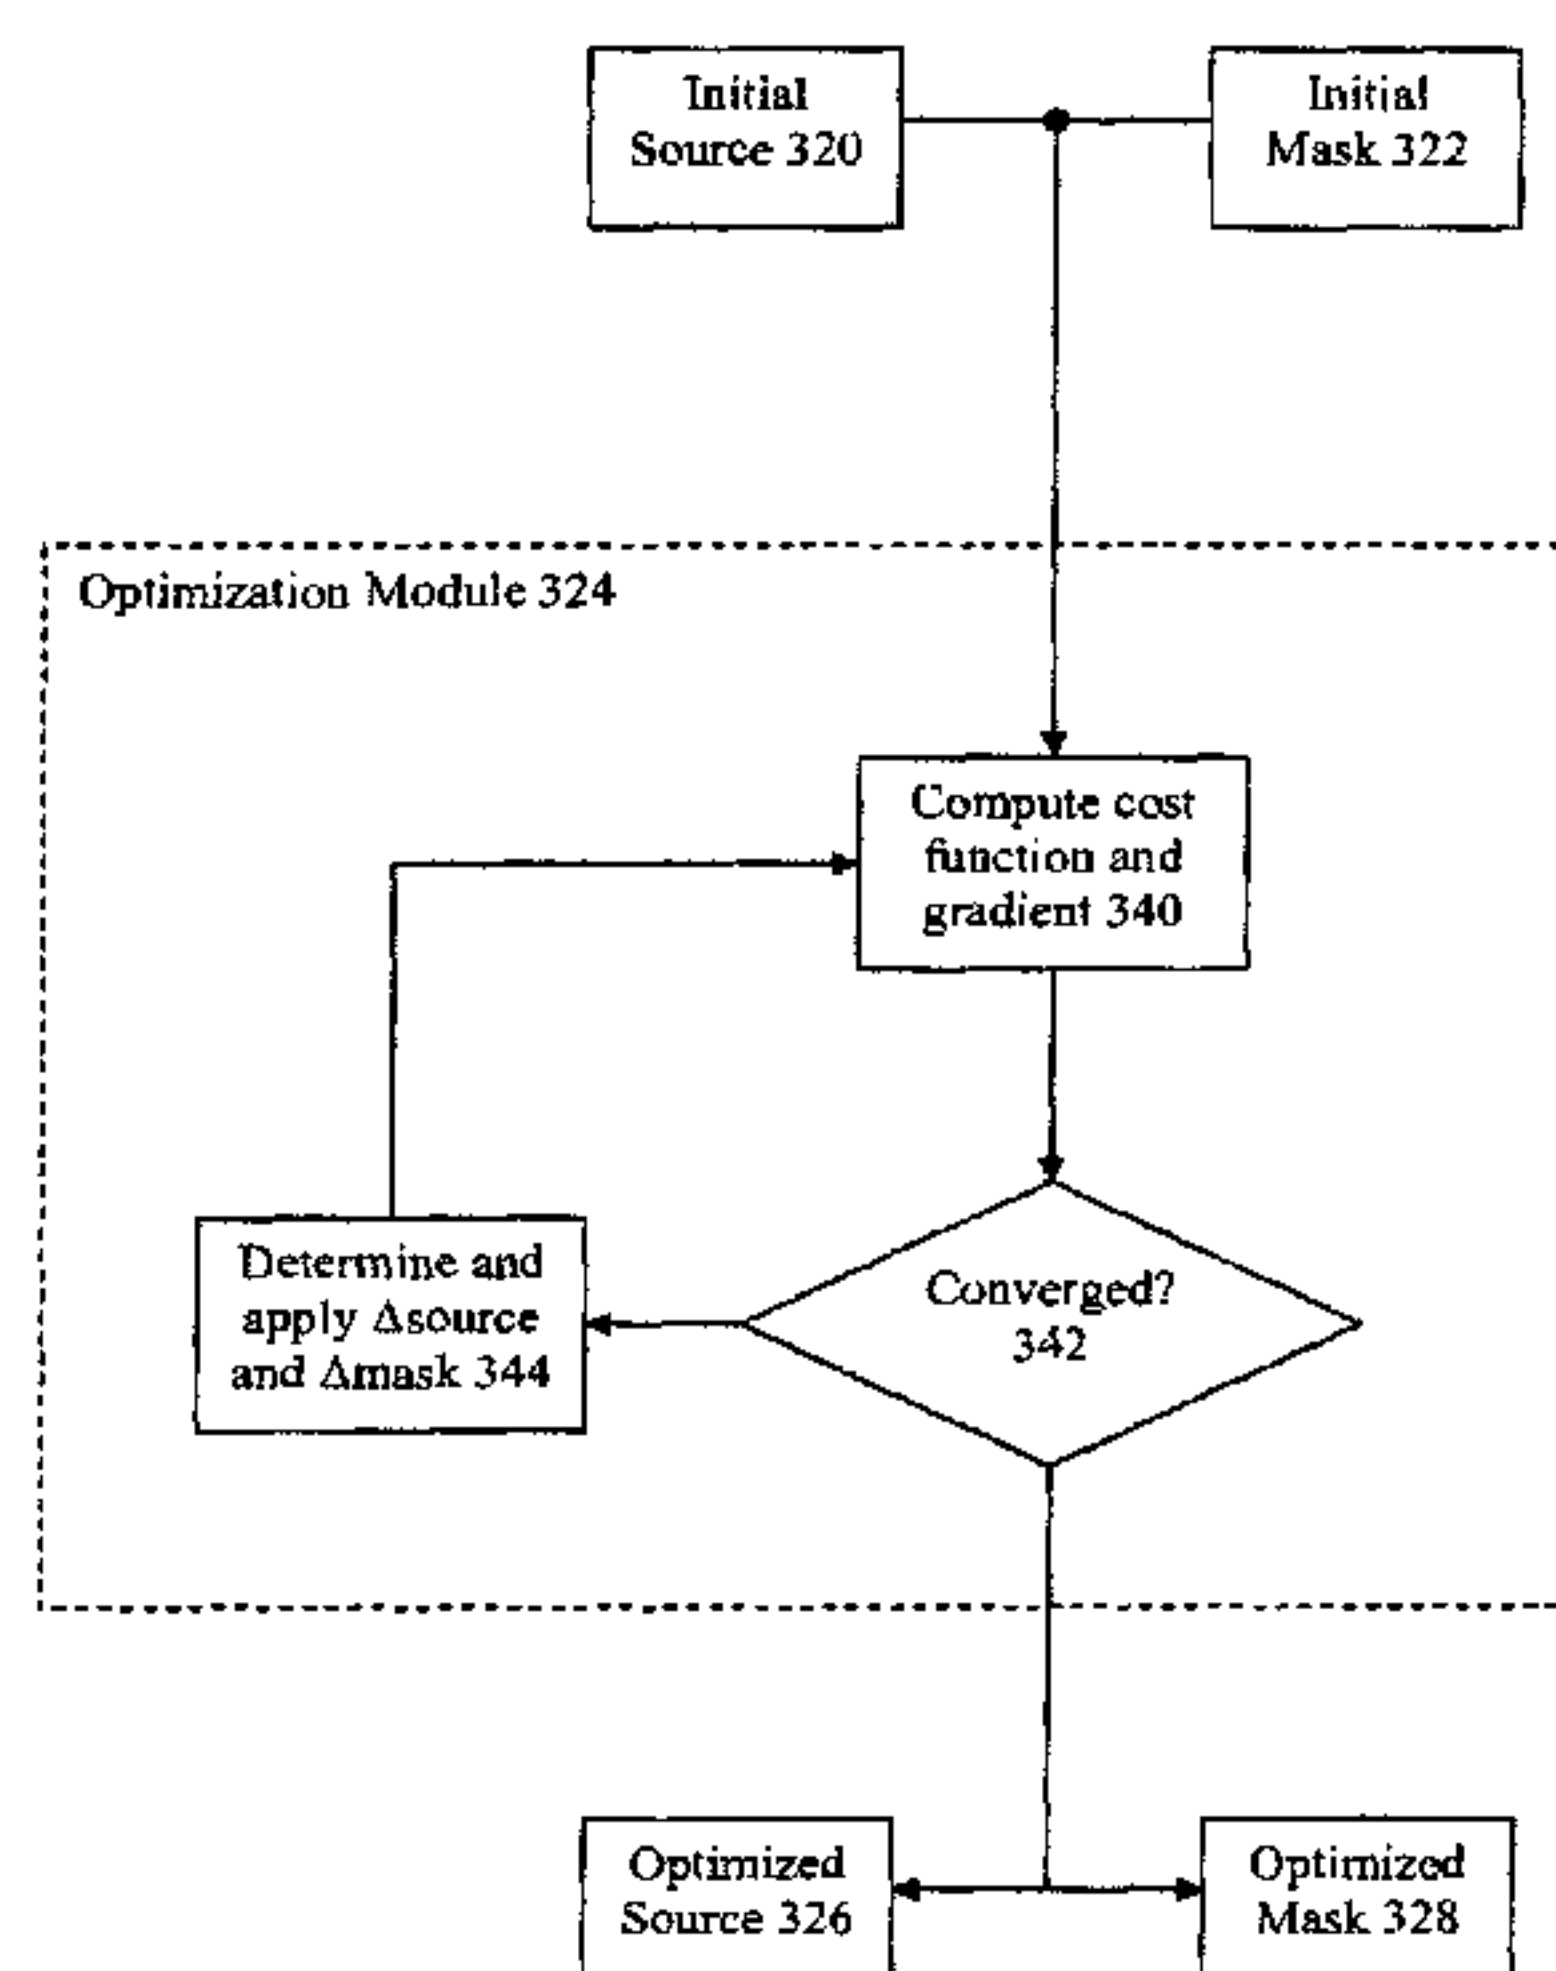 Initial
Source 320
Initial
Mask 322
Optimization Module 324
Compute cost
function and
gradient 340
Determine and
apply Δsource
and Δmask 344
Converged?
342
Optimized
Source 326
Optimized
Mask 328